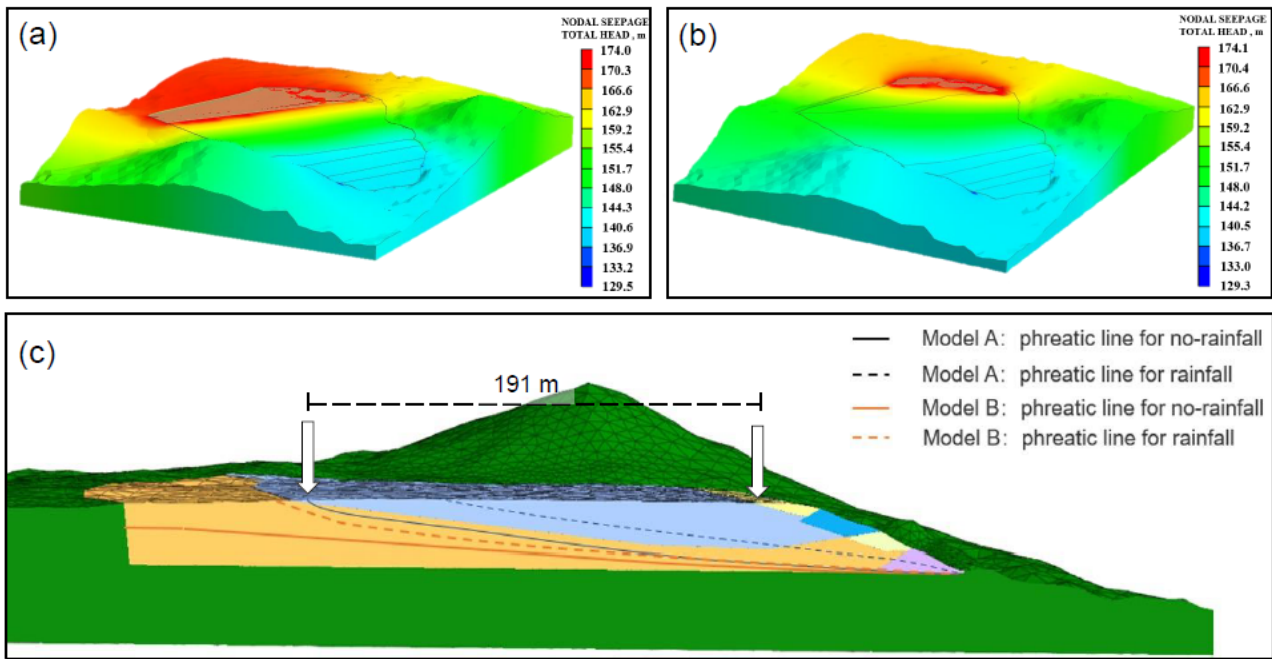 (a)
NODAL SEEPAGE
TOTAL HEAD , m
174.0
170.3
166.6
162.9
159.2
155.4
151.7
148.0
144.3
140.6
136.9
133.2
129.5
(b)
NODAL SEEPAGE
TOTAL HEAD , m
174.1
170.4
166.6
162.9
159.2
155.4
151.7
148.0
144.2
140.5
136.7
133.0
129.3
(c)
191 m
Model A: phreatic line for no-rainfall
Model A: phreatic line for rainfall
Model B: phreatic line for no-rainfall
Model B: phreatic line for rainfall